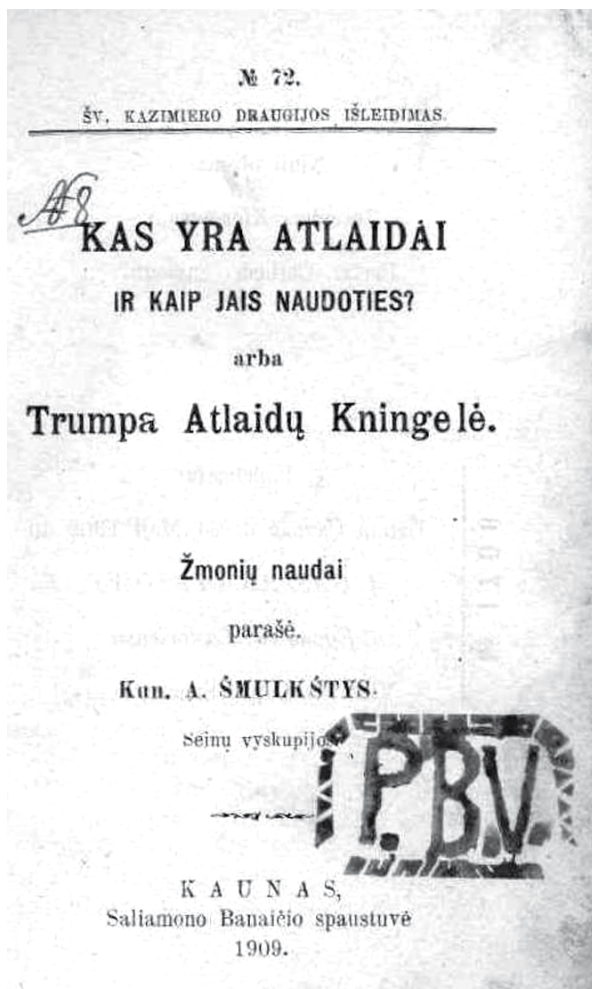 № 72.
ŠV. KAZIMIERO DRAUGIJOS IŠLEIDIMAS.
N8
KAS YRA ATLAIDAI
IR KAIP JAIS NAUDOTIES?
arba
Trumpa Atlaidų Kningelė.
Žmonių naudai
parašė.
Kun. A. ŠMULKŠTYS.
Seinų vyskupijos
P.B.V.
KAUNAS,
Saliamono Banaičio spaustuvė
1909.